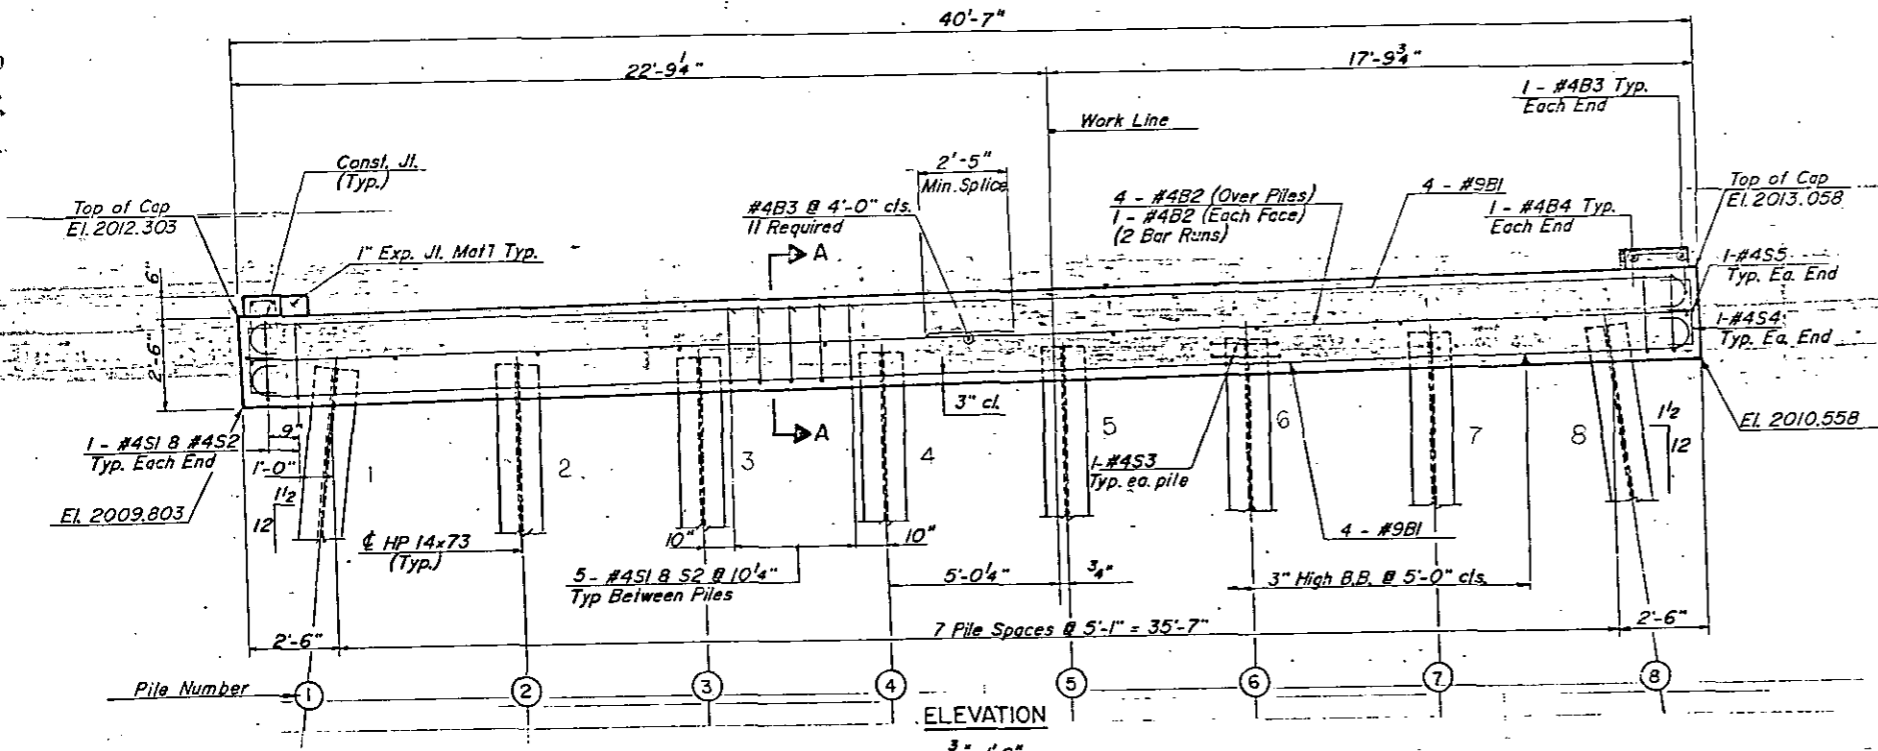 40'-7"
22'-9 1/4"
17'-9 3/4"
1 - #4B3 Typ.
Each End
Work Line
Const. Jt.
(Typ.)
2'-5"
Min. Splice
Top of Cap
El. 2012.303
#4B3 @ 4'-0" cls.
11 Required
4 - #4B2 (Over Piles)
1 - #4B2 (Each Face)
(2 Bar Runs)
4 - #9B1
1 - #4B4 Typ.
Each End
Top of Cap
El. 2013.058
1" Exp. Jt. Mat'l Typ.
A
6"
2'-6"
1-#4S5
Typ. Ea. End
1-#4S4
Typ. Ea. End
3" cl.
A
1 - #4S1 & #4S2
Typ. Each End
9"
1'-0"
1 1/2
12
El. 2009.803
1
2
3
4
5
6
7
8
1-#4S3
Typ. ea. pile
1 1/2
12
El. 2010.558
℄ HP 14x73
(Typ.)
10"
10"
4 - #9B1
5 - #4S1 & S2 @ 10 1/4"
Typ Between Piles
5'-0 1/4"
3/4"
3" High B.B. @ 5'-0" cls.
2'-6"
7 Pile Spaces @ 5'-1" = 35'-7"
2'-6"
Pile Number
1
2
3
4
5
6
7
8
ELEVATION